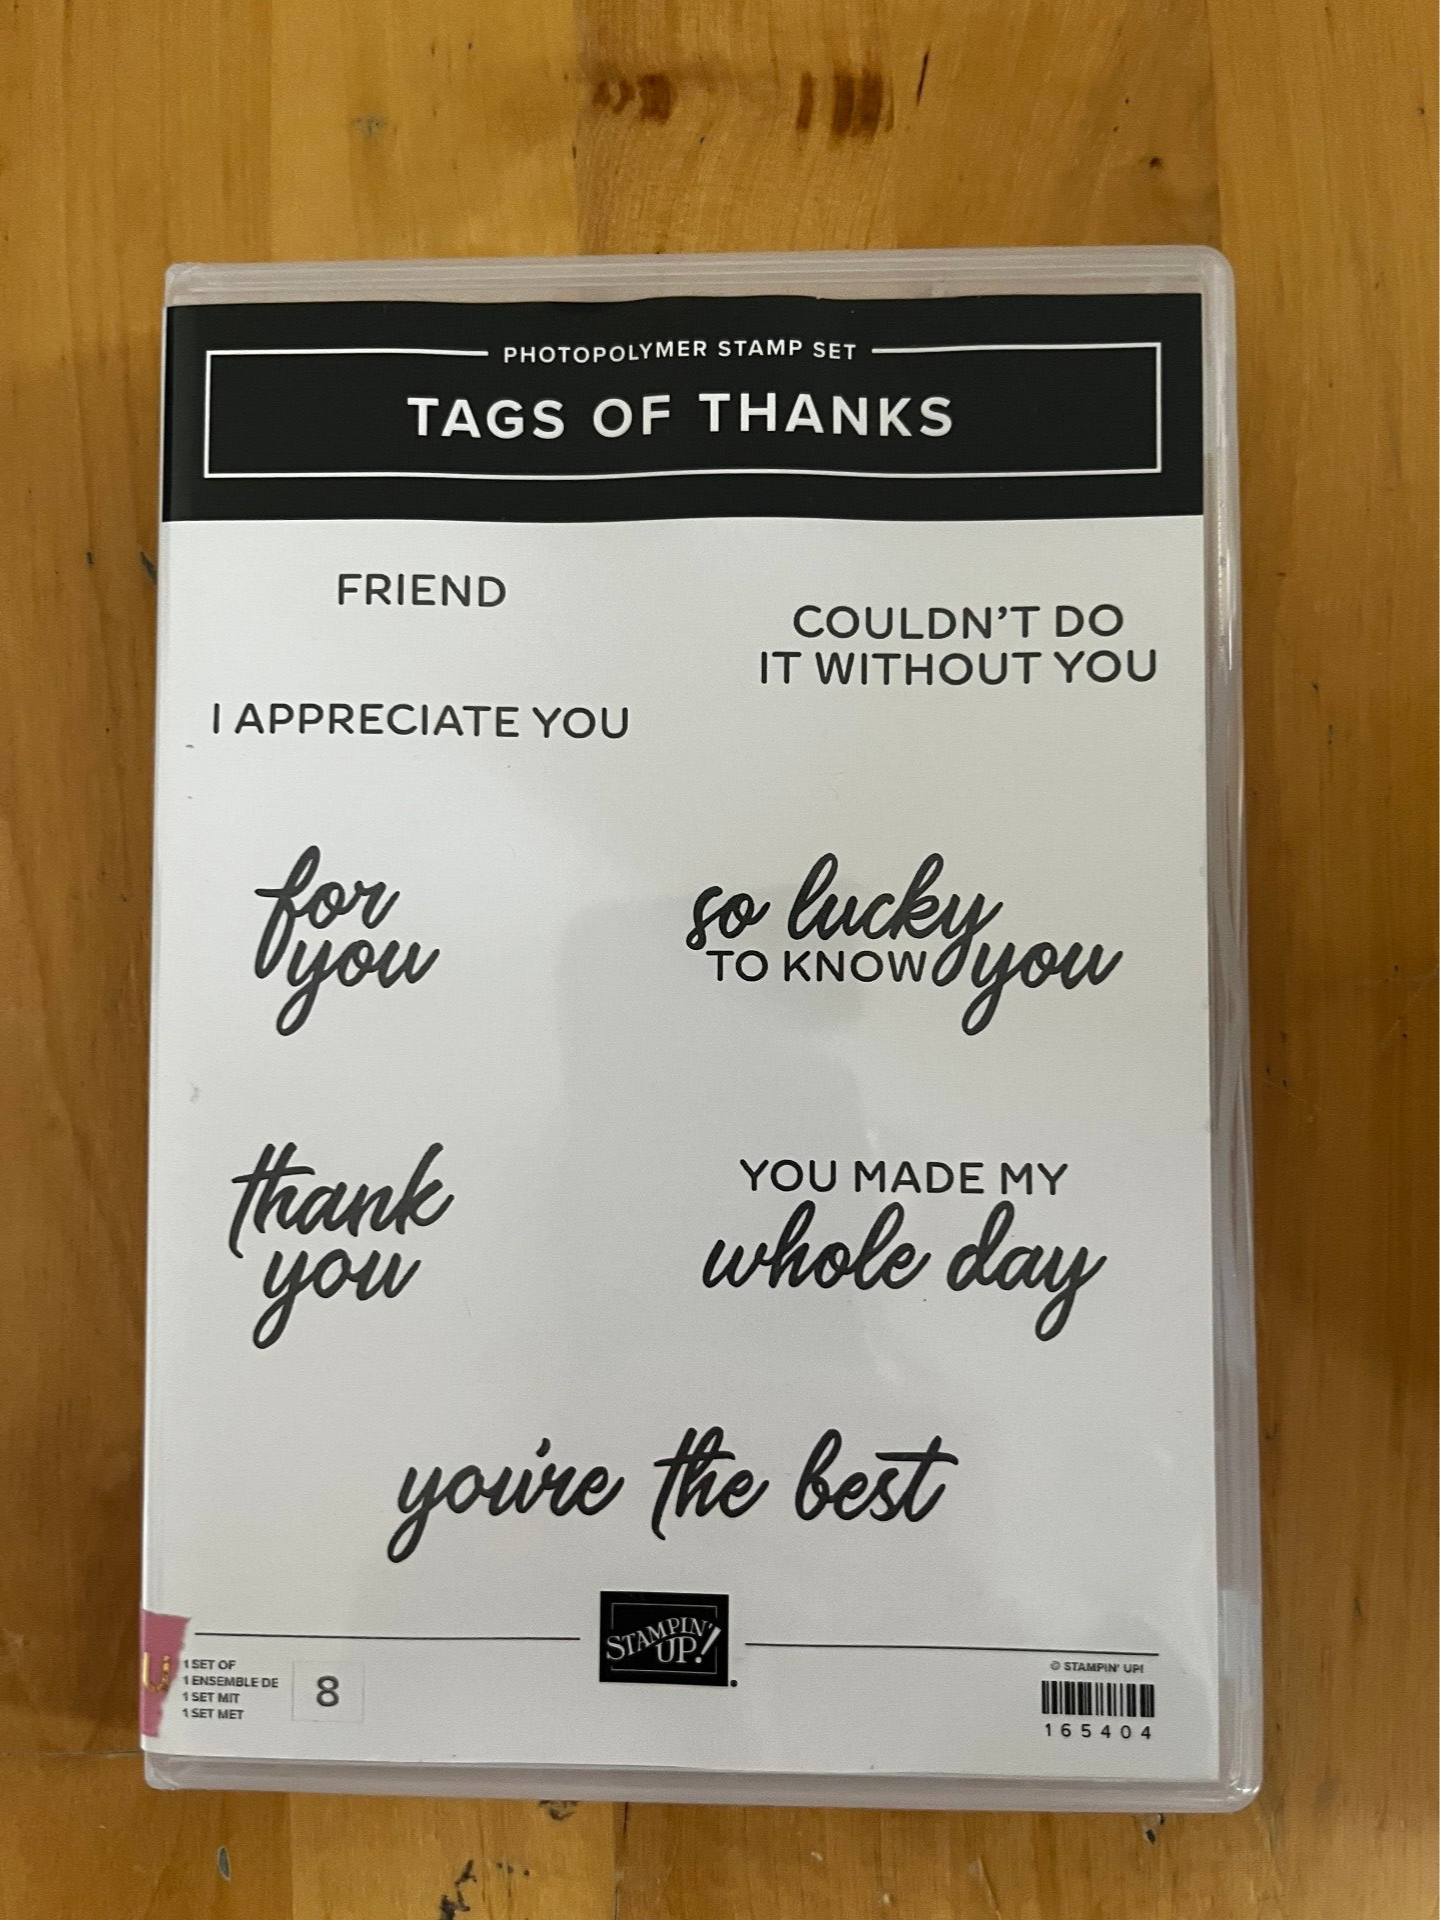 PHOTOPOLYMER STAMP SET
TAGS OF THANKS
FRIEND
COULDN'T DO
IT WITHOUT YOU
I APPRECIATE YOU
for
you
so lucky
TO KNOW you
thank
you
YOU MADE MY
whole day
you're the best
STAMPIN'
UP!
1 SET OF
1 ENSEMBLE DE
1 SET MIT
1 SET MET
8
© STAMPIN' UP!
165404